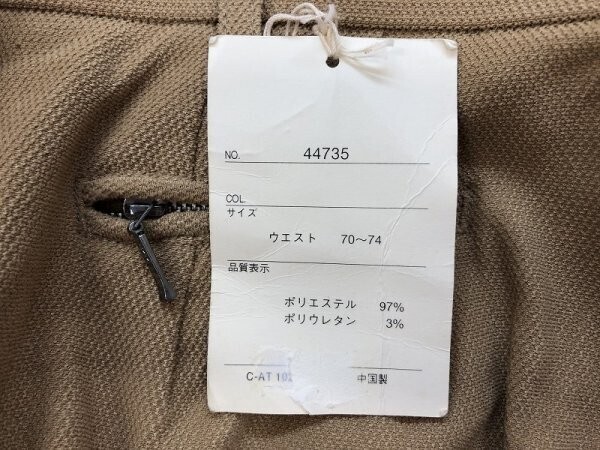 NO. 44735
COL.
サイズ
ウエスト 70〜74
品質表示
ポリエステル 97%
ポリウレタン 3%
C-AT 中国製